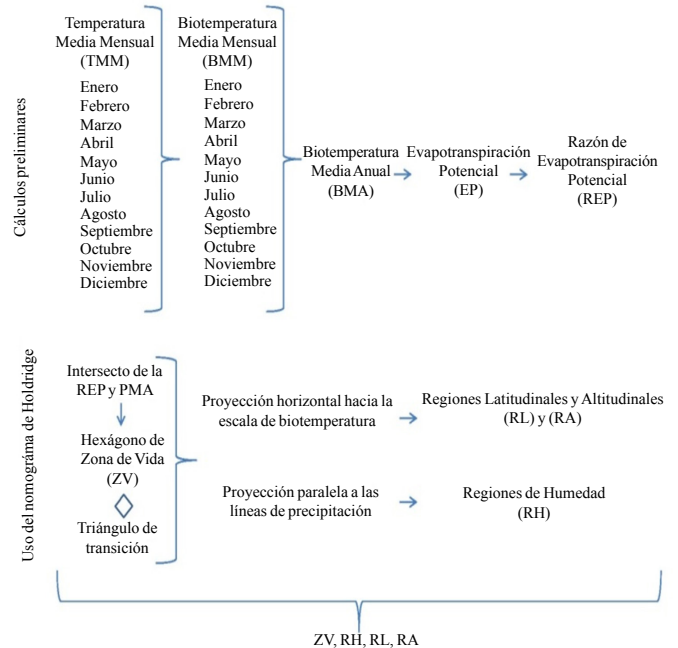 Cálculos preliminares
Temperatura
Media Mensual
(TMM)
Enero
Febrero
Marzo
Abril
Mayo
Junio
Julio
Agosto
Septiembre
Octubre
Noviembre
Diciembre
Biotemperatura
Media Mensual
(BMM)
Enero
Febrero
Marzo
Abril
Mayo
Junio
Julio
Agosto
Septiembre
Octubre
Noviembre
Diciembre
Biotemperatura
Media Anual
(BMA)
Evapotranspiración
Potencial
(EP)
Razón de
Evapotranspiración
Potencial
(REP)
Uso del nomográma de Holdridge
Intersecto de la
REP y PMA
Hexágono de
Zona de Vida
(ZV)
Triángulo de
transición
Proyección horizontal hacia la
escala de biotemperatura
Regiones Latitudinales y Altitudinales
(RL) y (RA)
Proyección paralela a las
líneas de precipitación
Regiones de Humedad
(RH)
ZV, RH, RL, RA